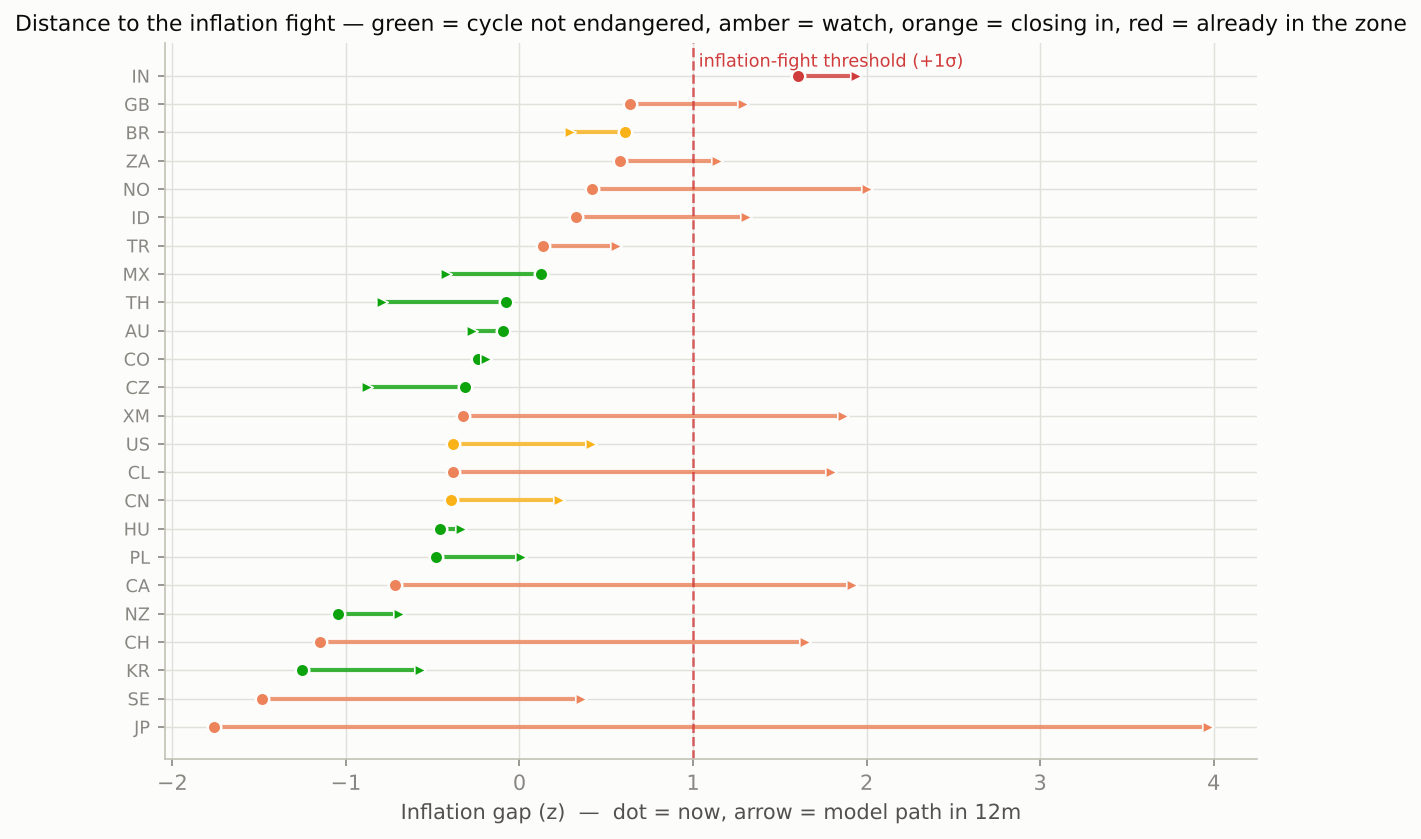 Distance to the inflation fight — green = cycle not endangered, amber = watch, orange = closing in, red = already in the zone
inflation-fight threshold (+1σ)
IN
GB
BR
ZA
NO
ID
TR
MX
TH
AU
CO
CZ
XM
US
CL
CN
HU
PL
CA
NZ
CH
KR
SE
JP
−2 −1 0 1 2 3 4
Inflation gap (z) — dot = now, arrow = model path in 12m